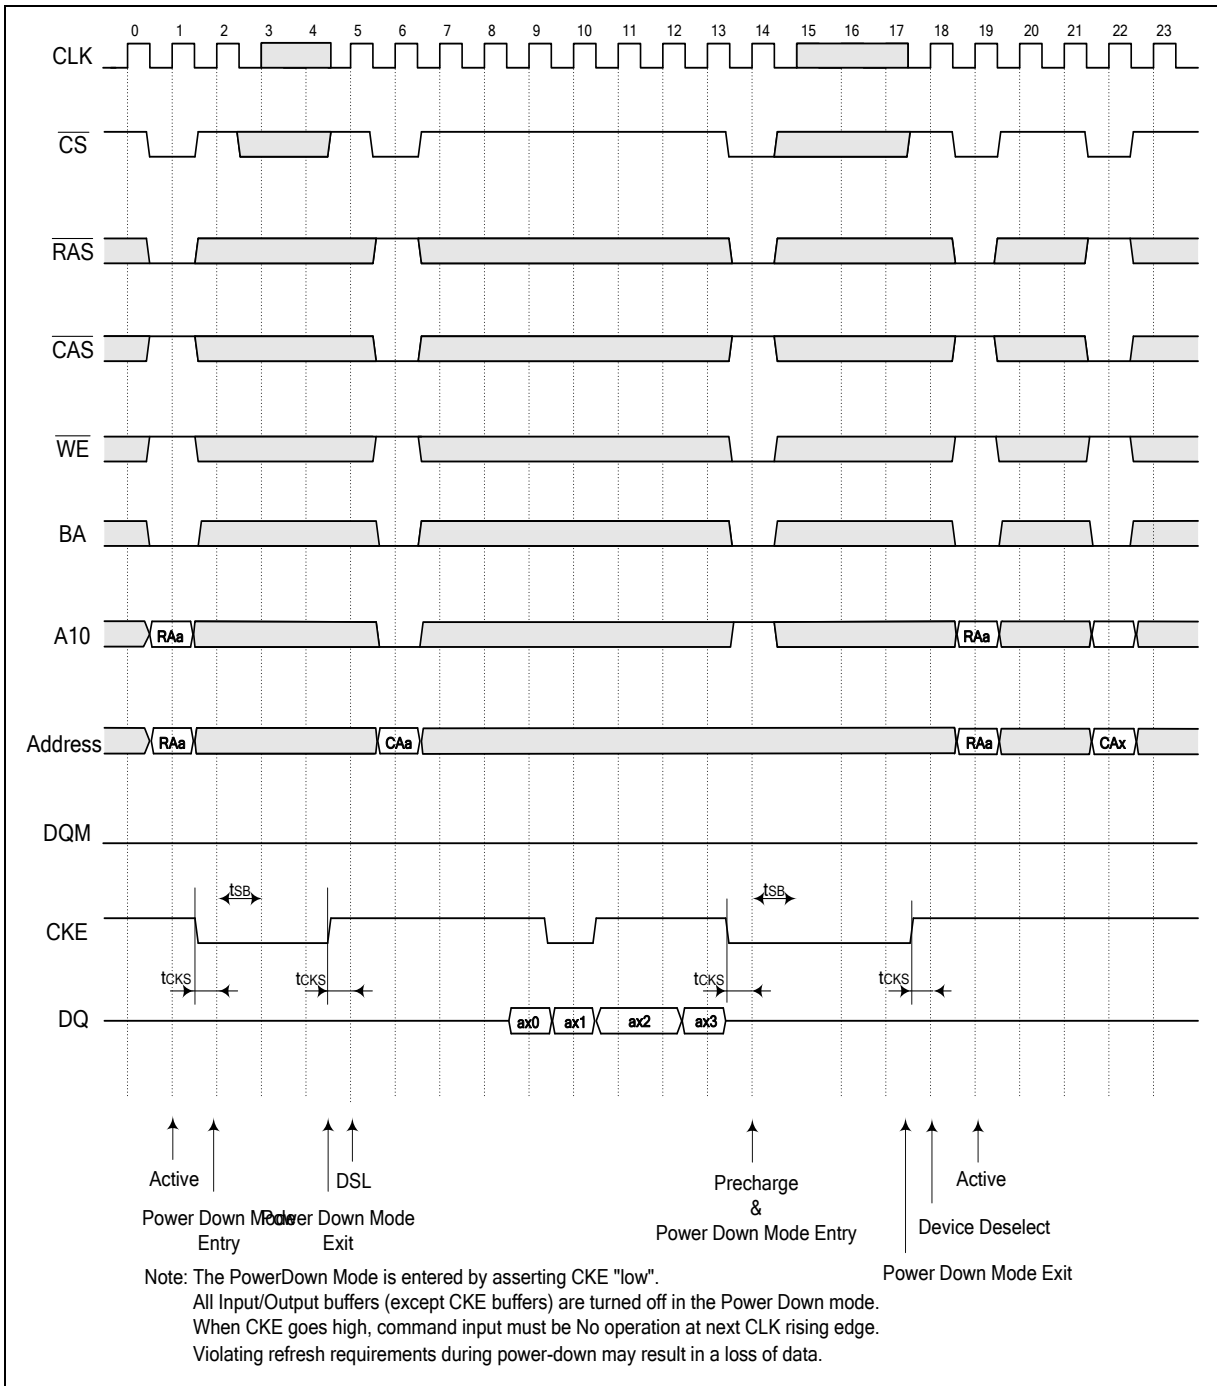 0 1 2 3 4 5 6 7 8 9 10 11 12 13 14 15 16 17 18 19 20 21 22 23
CLK
CS
RAS
CAS
WE
BA
A10 RAa RAa
Address RAa CAa RAa CAx
DQM
tSB tSB
CKE
tCKS tCKS tCKS tCKS
DQ ax0 ax1 ax2 ax3
Active DSL Precharge Active
&
Power Down Mode Power Down Mode Power Down Mode Entry Device Deselect
Entry Exit
Power Down Mode Exit
Note: The PowerDown Mode is entered by asserting CKE "low".
All Input/Output buffers (except CKE buffers) are turned off in the Power Down mode.
When CKE goes high, command input must be No operation at next CLK rising edge.
Violating refresh requirements during power-down may result in a loss of data.